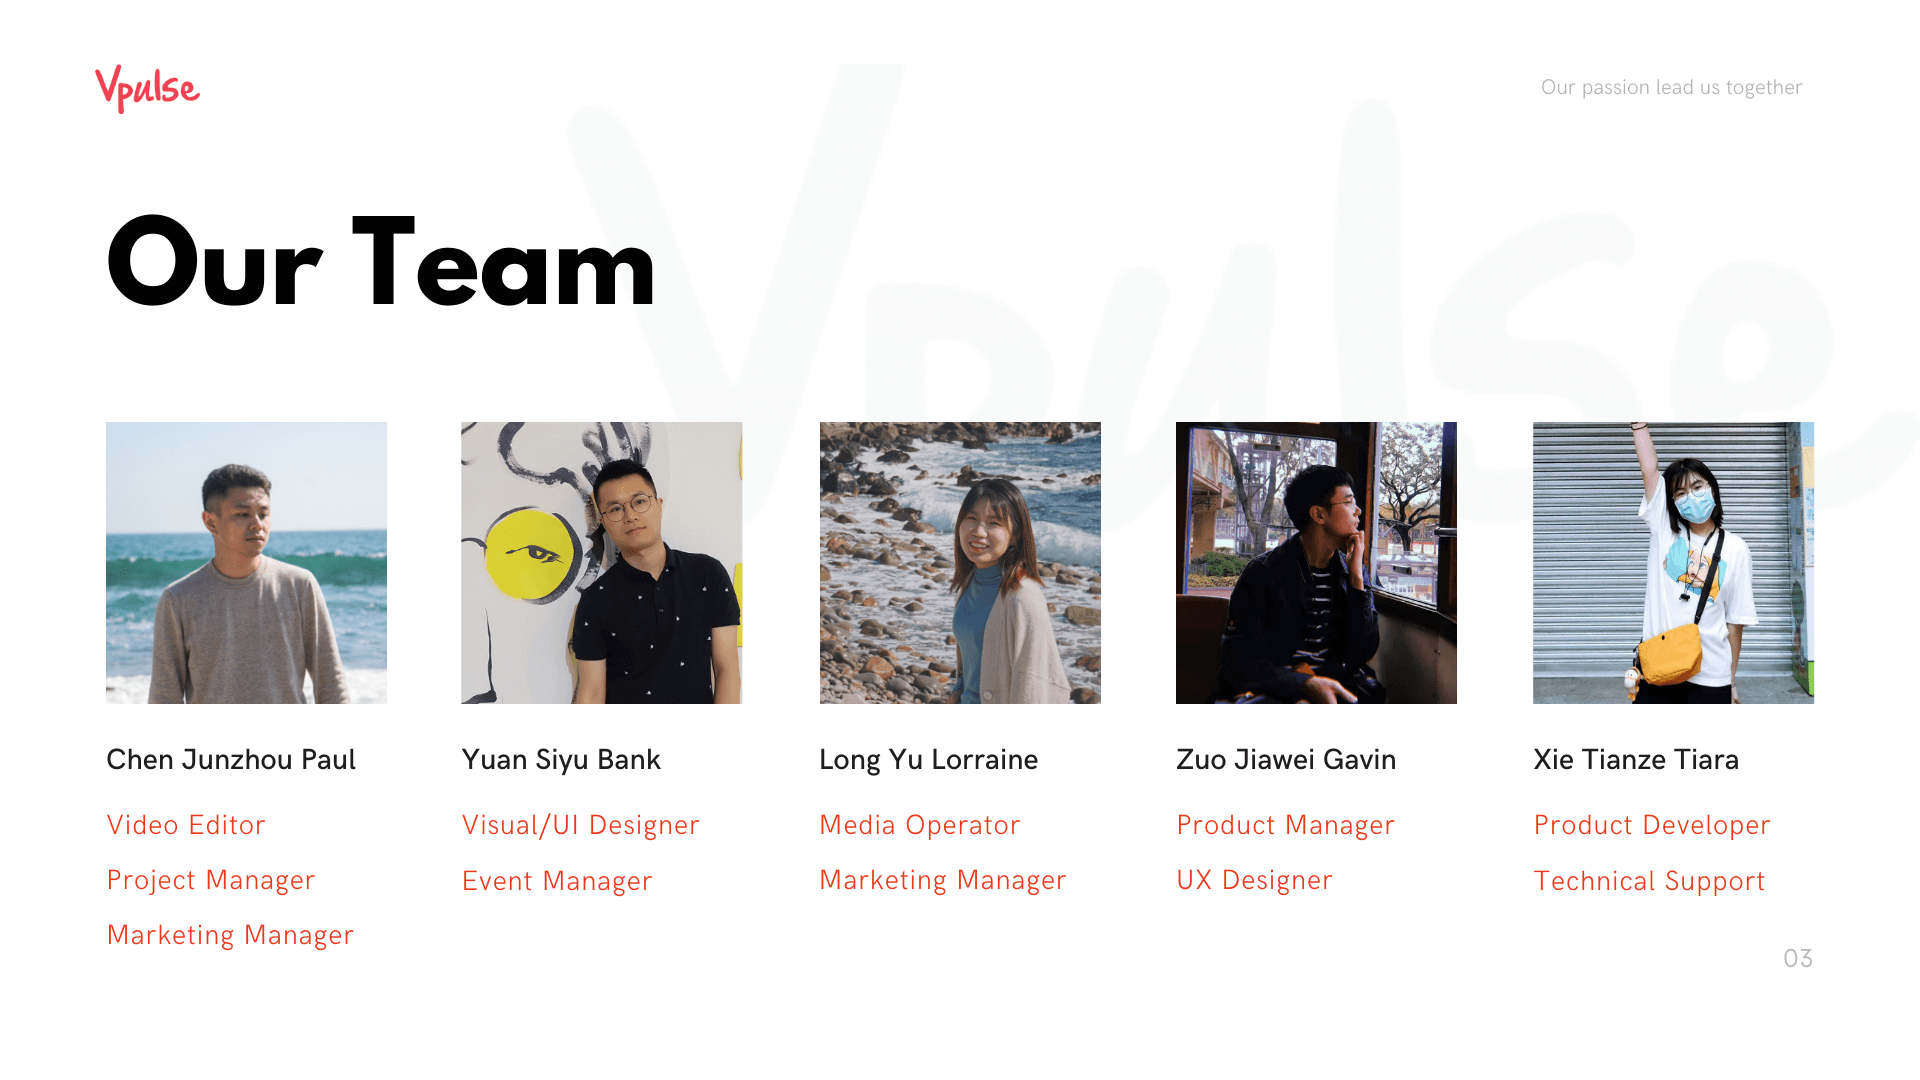 Vpulse
Our passion lead us together
Our Team
Chen Junzhou Paul
Video Editor
Project Manager
Marketing Manager
Yuan Siyu Bank
Visual/UI Designer
Event Manager
Long Yu Lorraine
Media Operator
Marketing Manager
Zuo Jiawei Gavin
Product Manager
UX Designer
Xie Tianze Tiara
Product Developer
Technical Support
03
Vpulse